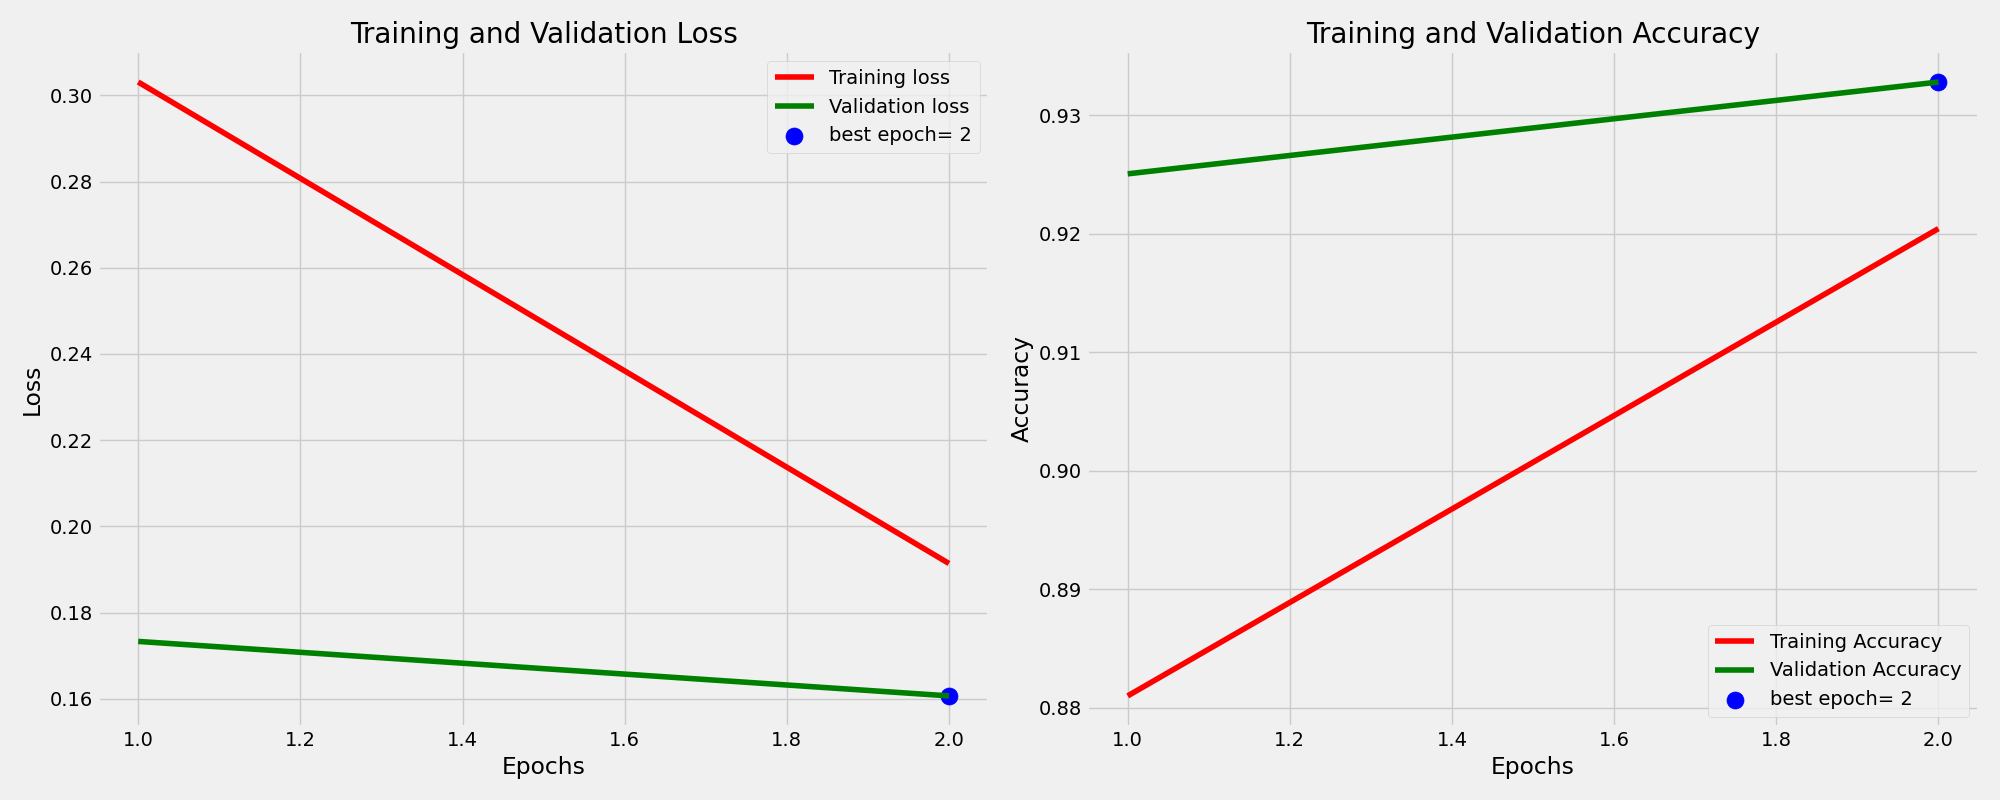 Training and Validation Loss
Training loss
Validation loss
best epoch= 2
0.30
0.28
0.26
0.24
0.22
0.20
0.18
0.16
Loss
1.0 1.2 1.4 1.6 1.8 2.0
Epochs
Training and Validation Accuracy
0.93
0.92
0.91
0.90
0.89
0.88
Accuracy
Training Accuracy
Validation Accuracy
best epoch= 2
1.0 1.2 1.4 1.6 1.8 2.0
Epochs